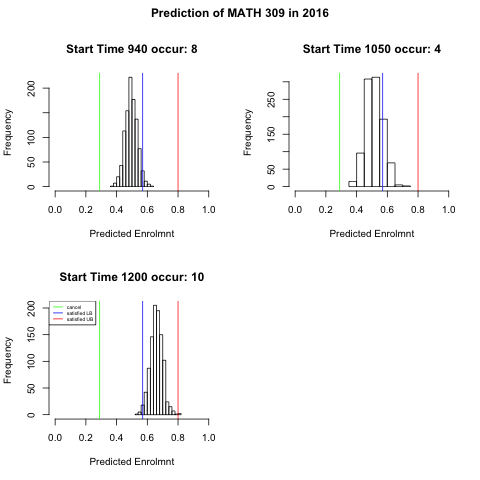 Prediction of MATH 309 in 2016
Start Time 940 occur: 8
Frequency
0 50 100 200
0.0 0.2 0.4 0.6 0.8 1.0
Predicted Enrolmnt
Start Time 1050 occur: 4
Frequency
0 50 150 250
0.0 0.2 0.4 0.6 0.8 1.0
Predicted Enrolmnt
Start Time 1200 occur: 10
cancel
satisfied LB
satisfied UB
Frequency
0 50 100 150 200
0.0 0.2 0.4 0.6 0.8 1.0
Predicted Enrolmnt